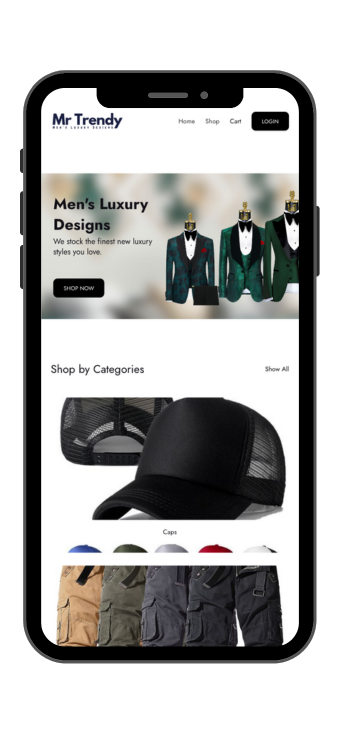 Mr Trendy
MEN'S LUXURY DESIGNS
Home Shop Cart LOGIN
Men's Luxury
Designs
We stock the finest new luxury
styles you love.
SHOP NOW
Shop by Categories
Show All
Caps